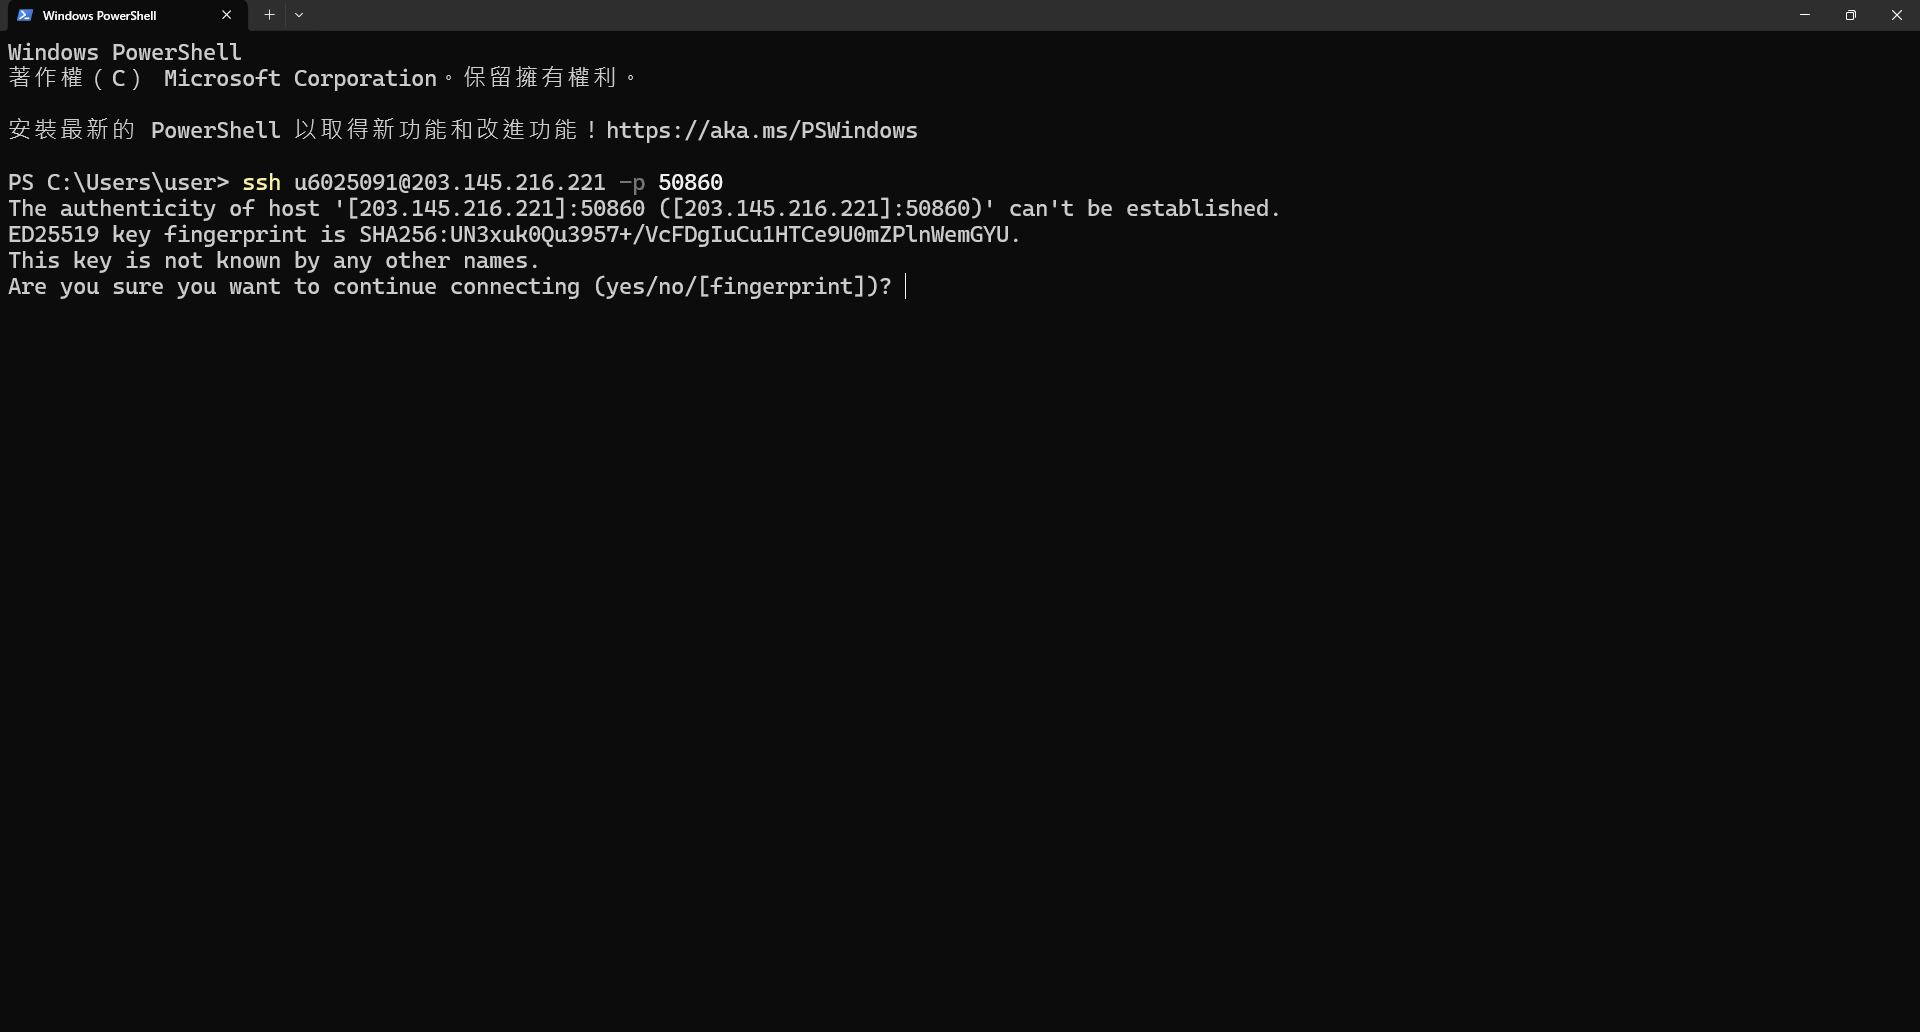 Windows PowerShell
Windows PowerShell
著作權（C） Microsoft Corporation。保留擁有權利。
安裝最新的 PowerShell 以取得新功能和改進功能！https://aka.ms/PSWindows
PS C:\Users\user> ssh u6025091@203.145.216.221 -p 50860
The authenticity of host '[203.145.216.221]:50860 ([203.145.216.221]:50860)' can't be established.
ED25519 key fingerprint is SHA256:UN3xuk0Qu3957+/VcFDgIuCu1HTCe9U0mZPlnWemGYU.
This key is not known by any other names.
Are you sure you want to continue connecting (yes/no/[fingerprint])?